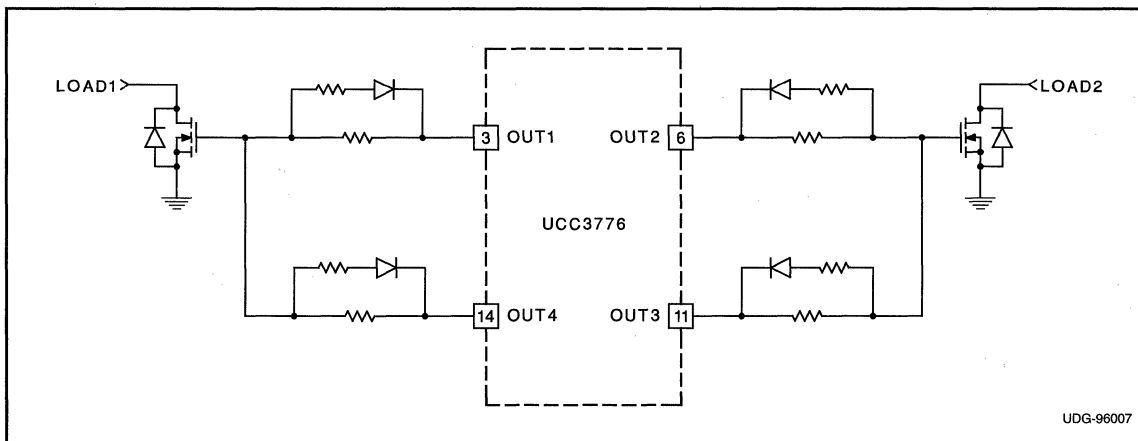 LOAD1
LOAD2
3 OUT1
OUT2 6
UCC3776
14 OUT4
OUT3 11
UDG-96007